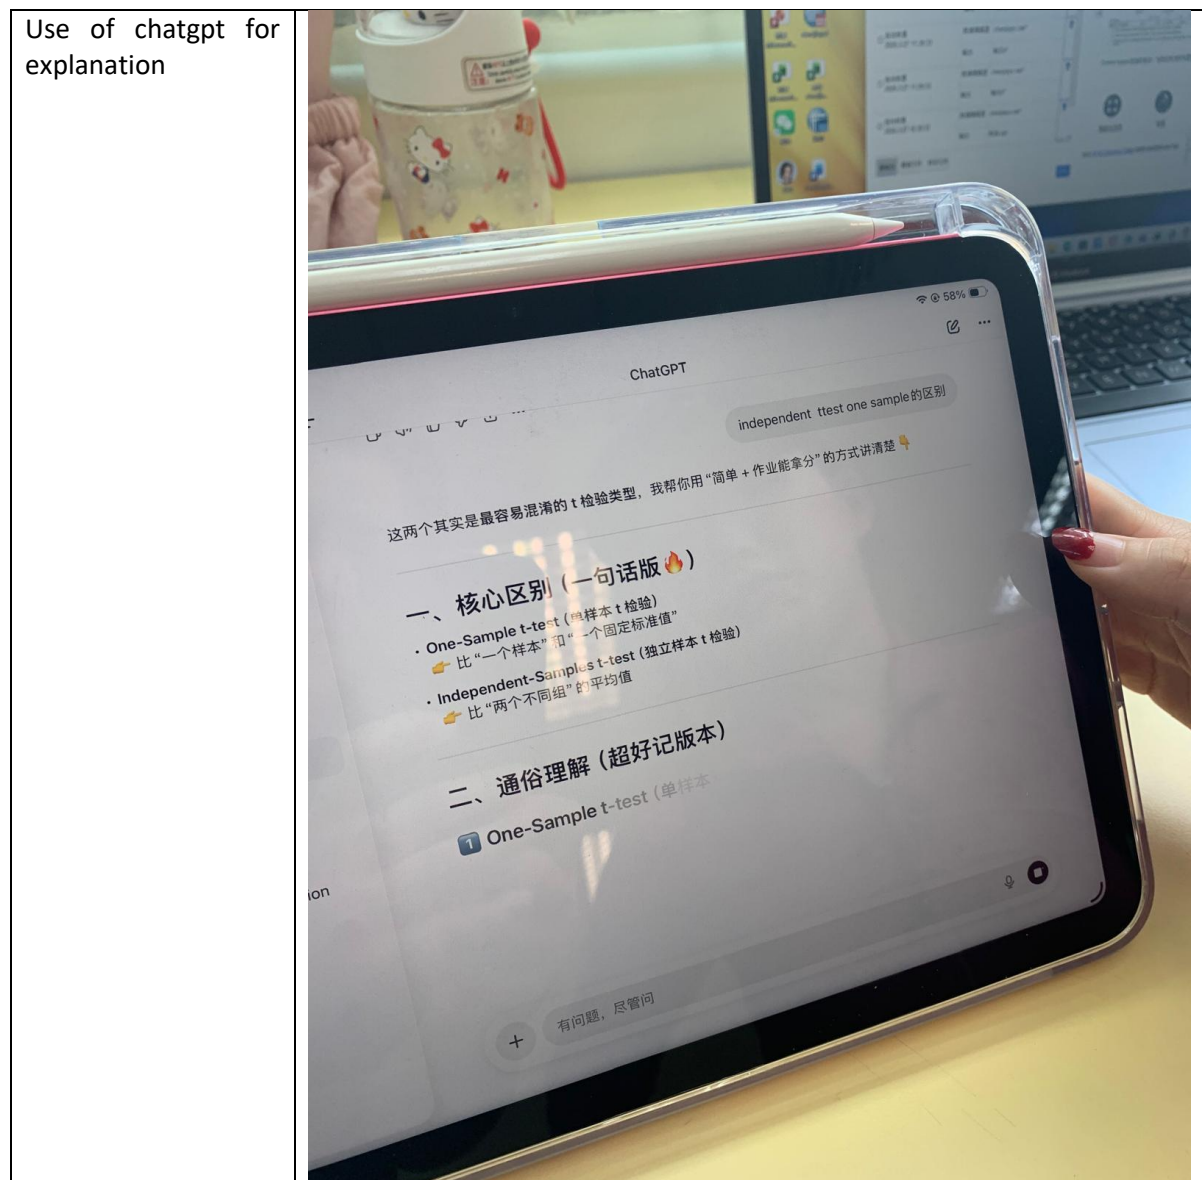 Use of chatgpt for
explanation
58%
ChatGPT
independent ttest one sample的区别
这两个其实是最容易混淆的 t 检验类型，我帮你用“简单 + 作业能拿分”的方式讲清楚👇
一、核心区别（一句话版🔥）
· One-Sample t-test（单样本 t 检验）
👉 比“一个样本”和“一个固定标准值”
· Independent-Samples t-test（独立样本 t 检验）
👉 比“两个不同组”的平均值
二、通俗理解（超好记版本）
1️⃣ One-Sample t-test（单样本
ion
有问题，尽管问